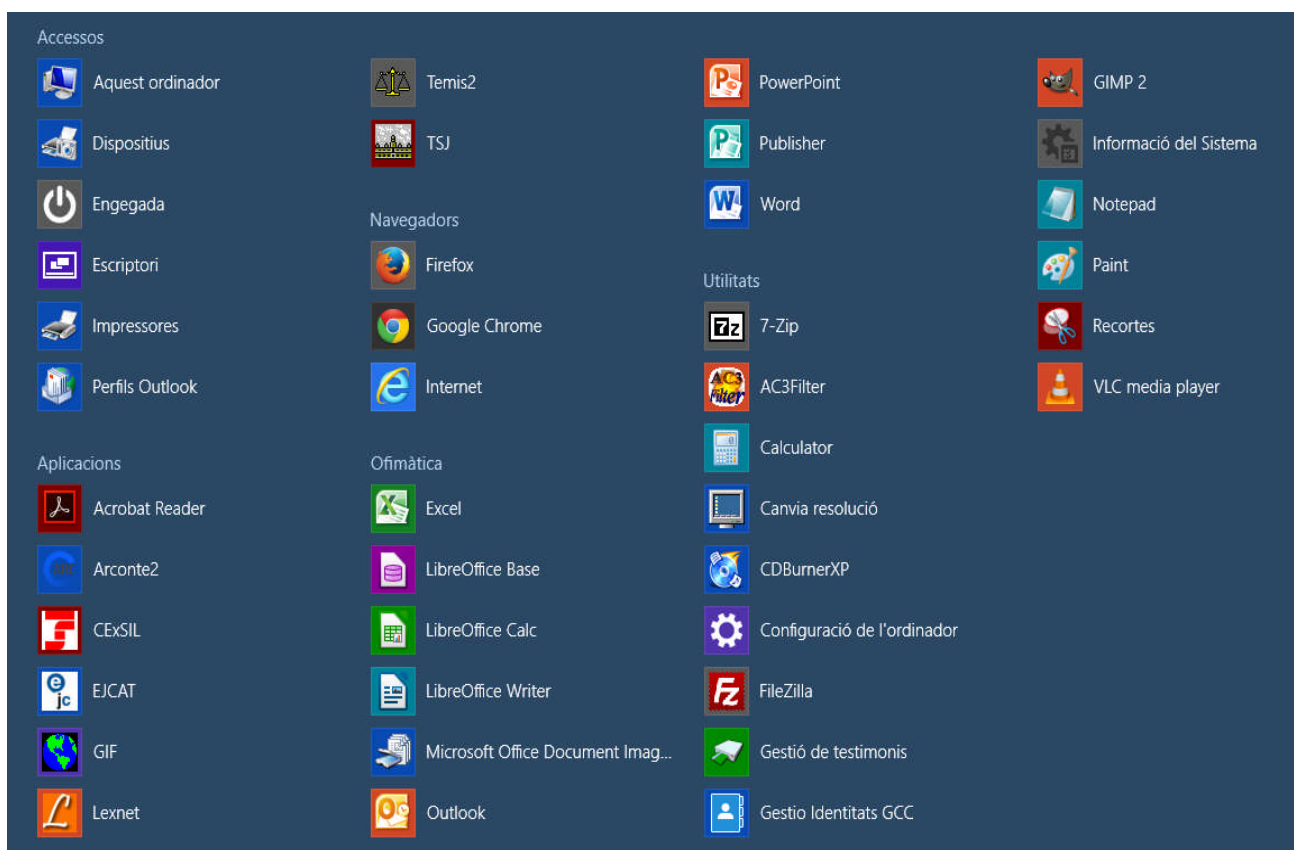 Accessos
Aquest ordinador
Dispositius
Engegada
Escriptori
Impressores
Perfils Outlook
Aplicacions
Acrobat Reader
Arconte2
CExSIL
EJCAT
GIF
Lexnet
Temis2
TSJ
Navegadors
Firefox
Google Chrome
Internet
Ofimàtica
Excel
LibreOffice Base
LibreOffice Calc
LibreOffice Writer
Microsoft Office Document Imag...
Outlook
PowerPoint
Publisher
Word
Utilitats
7-Zip
AC3Filter
Calculator
Canvia resolució
CDBurnerXP
Configuració de l'ordinador
FileZilla
Gestió de testimonis
Gestio Identitats GCC
GIMP 2
Informació del Sistema
Notepad
Paint
Recortes
VLC media player